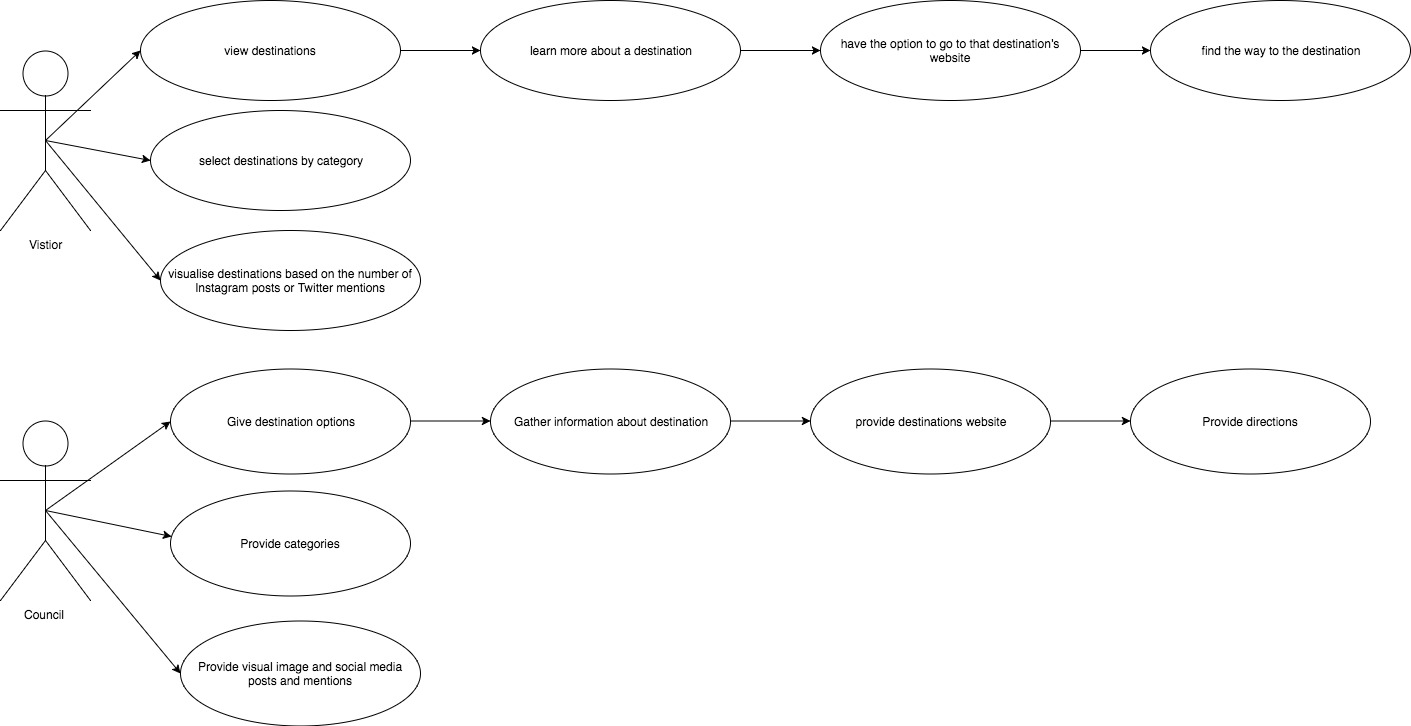 view destinations
learn more about a destination
have the option to go to that destination's
website
find the way to the destination
select destinations by category
Vistior
visualise destinations based on the number of
Instagram posts or Twitter mentions
Give destination options
Gather information about destination
provide destinations website
Provide directions
Provide categories
Council
Provide visual image and social media
posts and mentions